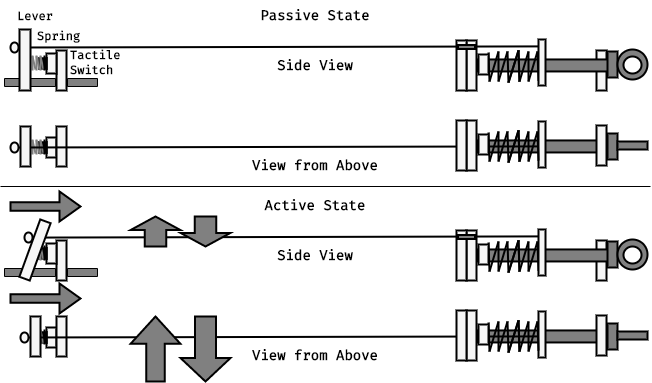 Lever
Passive State
Spring
Tactile
Switch
Side View
View from Above
Active State
Side View
View from Above